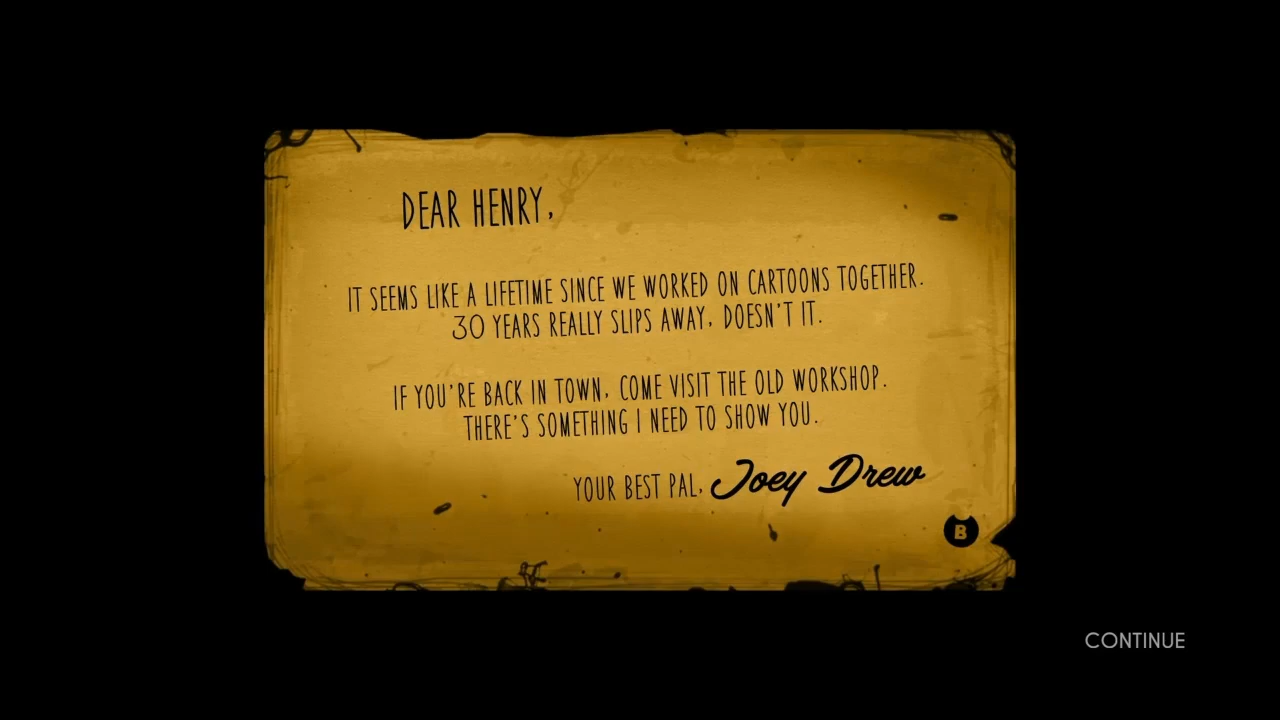 DEAR HENRY,
IT SEEMS LIKE A LIFETIME SINCE WE WORKED ON CARTOONS TOGETHER.
30 YEARS REALLY SLIPS AWAY, DOESN'T IT.
IF YOU'RE BACK IN TOWN, COME VISIT THE OLD WORKSHOP.
THERE'S SOMETHING I NEED TO SHOW YOU.
YOUR BEST PAL, Joey Drew
B
CONTINUE